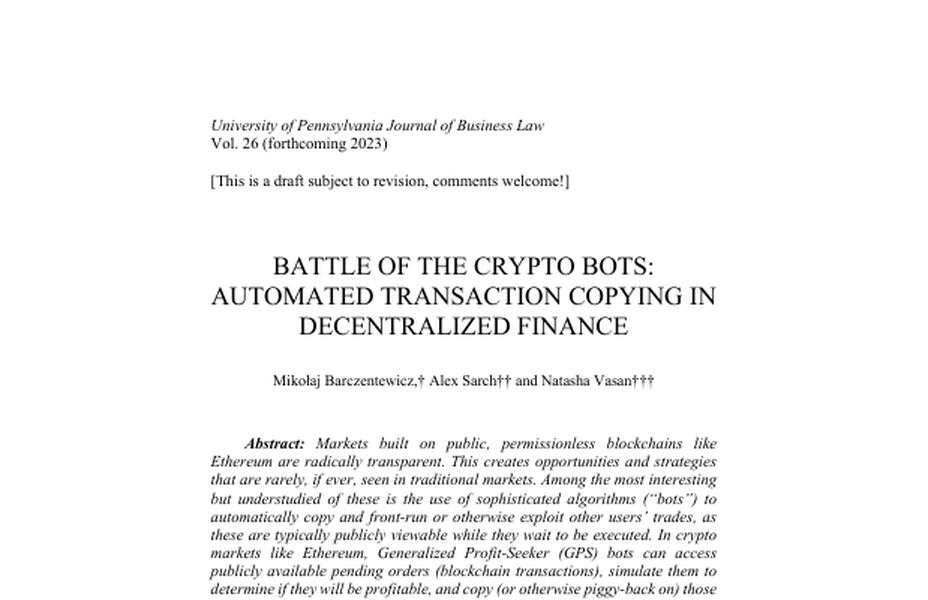 University of Pennsylvania Journal of Business Law
Vol. 26 (forthcoming 2023)
[This is a draft subject to revision, comments welcome!]
BATTLE OF THE CRYPTO BOTS:
AUTOMATED TRANSACTION COPYING IN
DECENTRALIZED FINANCE
Mikołaj Barczentewicz,† Alex Sarch†† and Natasha Vasan†††
Abstract: Markets built on public, permissionless blockchains like
Ethereum are radically transparent. This creates opportunities and strategies
that are rarely, if ever, seen in traditional markets. Among the most interesting
but understudied of these is the use of sophisticated algorithms (“bots”) to
automatically copy and front-run or otherwise exploit other users’ trades, as
these are typically publicly viewable while they wait to be executed. In crypto
markets like Ethereum, Generalized Profit-Seeker (GPS) bots can access
publicly available pending orders (blockchain transactions), simulate them to
determine if they will be profitable, and copy (or otherwise piggy-back on) those